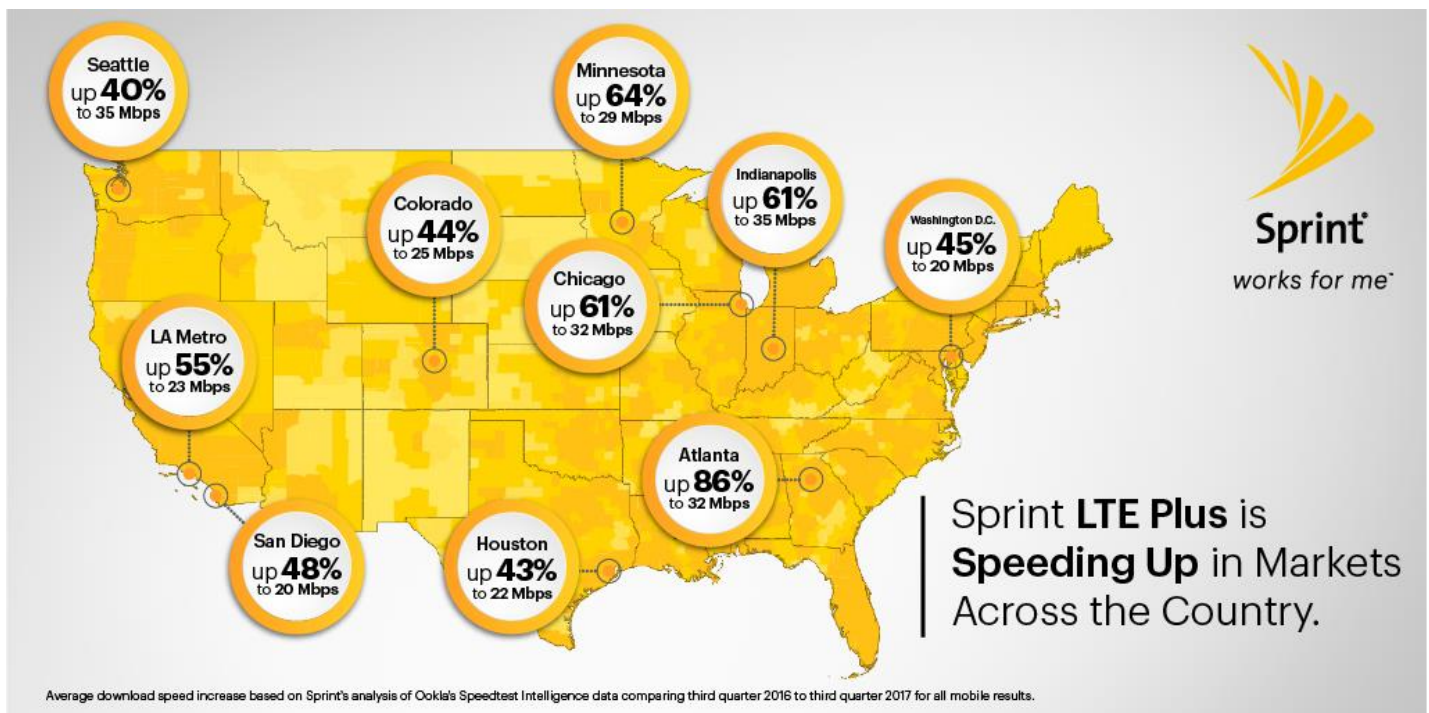 Seattle
up 40%
to 35 Mbps
Minnesota
up 64%
to 29 Mbps
Indianapolis
up 61%
to 35 Mbps
Colorado
up 44%
to 25 Mbps
Washington D.C.
up 45%
to 20 Mbps
Chicago
up 61%
to 32 Mbps
LA Metro
up 55%
to 23 Mbps
Atlanta
up 86%
to 32 Mbps
San Diego
up 48%
to 20 Mbps
Houston
up 43%
to 22 Mbps
Sprint
works for me℠
Sprint LTE Plus is
Speeding Up in Markets
Across the Country.
Average download speed increase based on Sprint's analysis of Ookla's Speedtest Intelligence data comparing third quarter 2016 to third quarter 2017 for all mobile results.